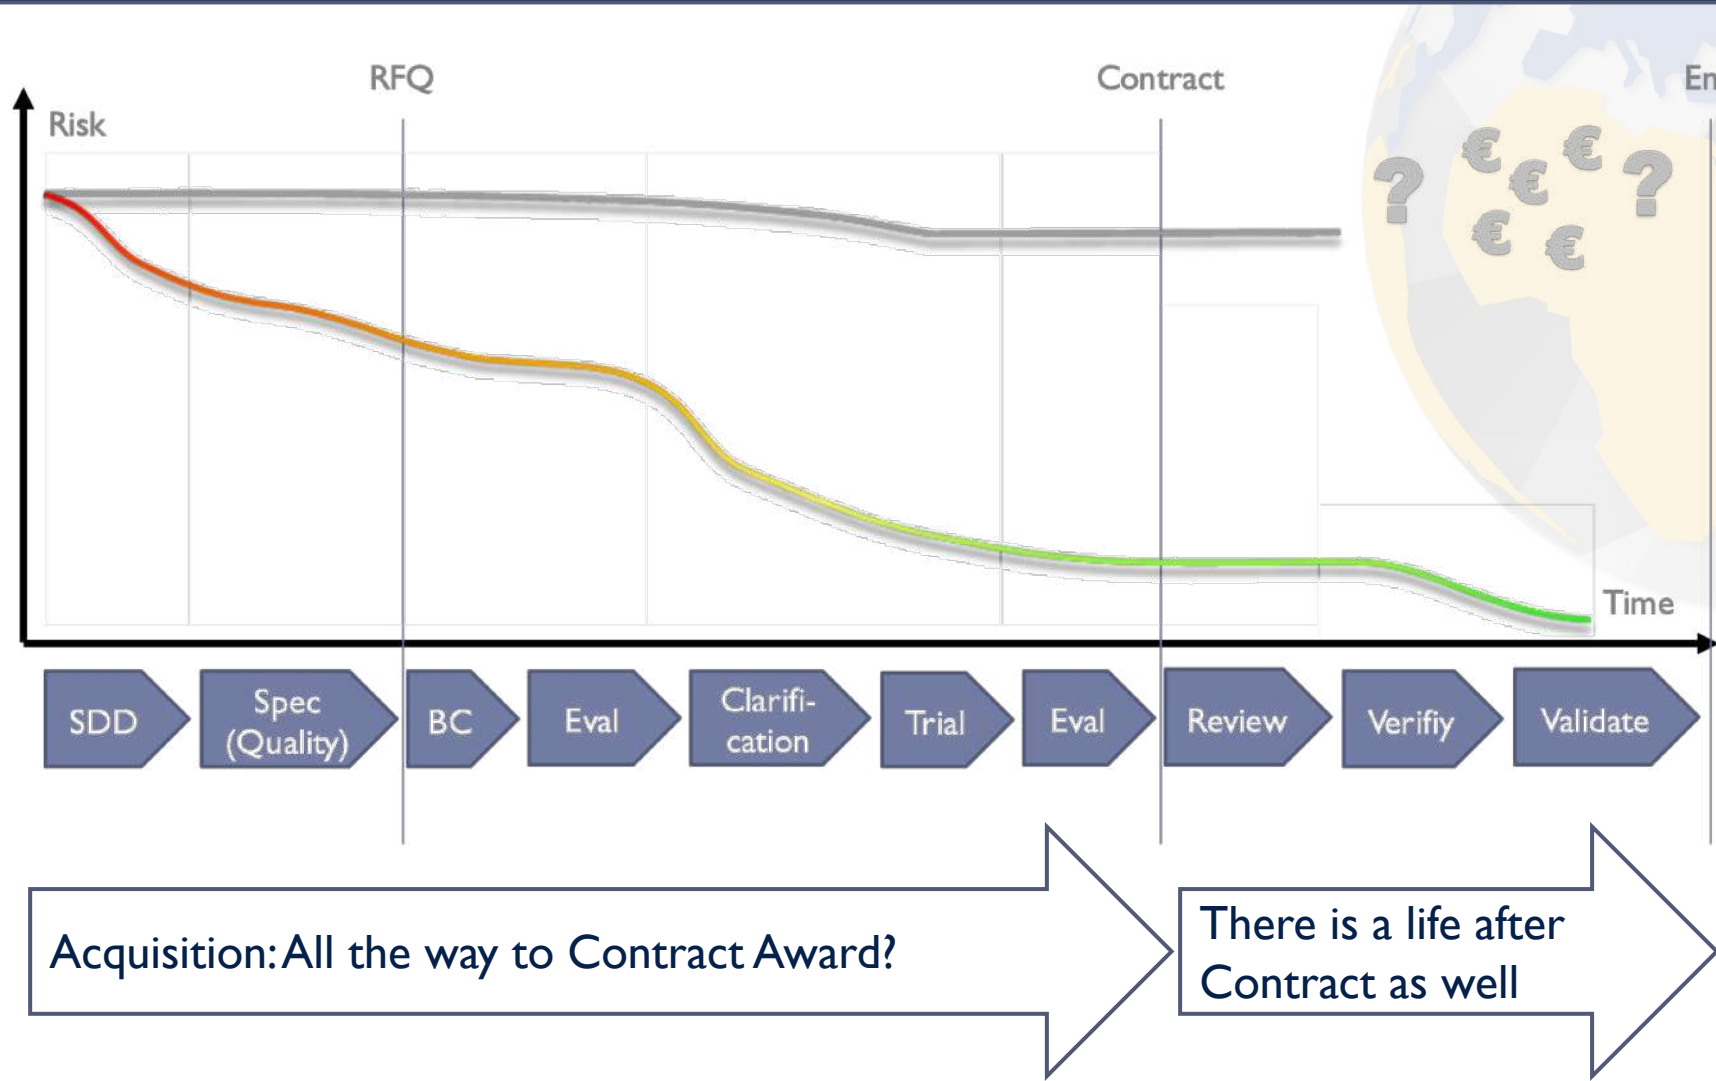 RFQ
Contract
En
Risk
? € € € ?
€ €
Time
SDD
Spec
(Quality)
BC
Eval
Clarifi-
cation
Trial
Eval
Review
Verifiy
Validate
Acquisition: All the way to Contract Award?
There is a life after
Contract as well